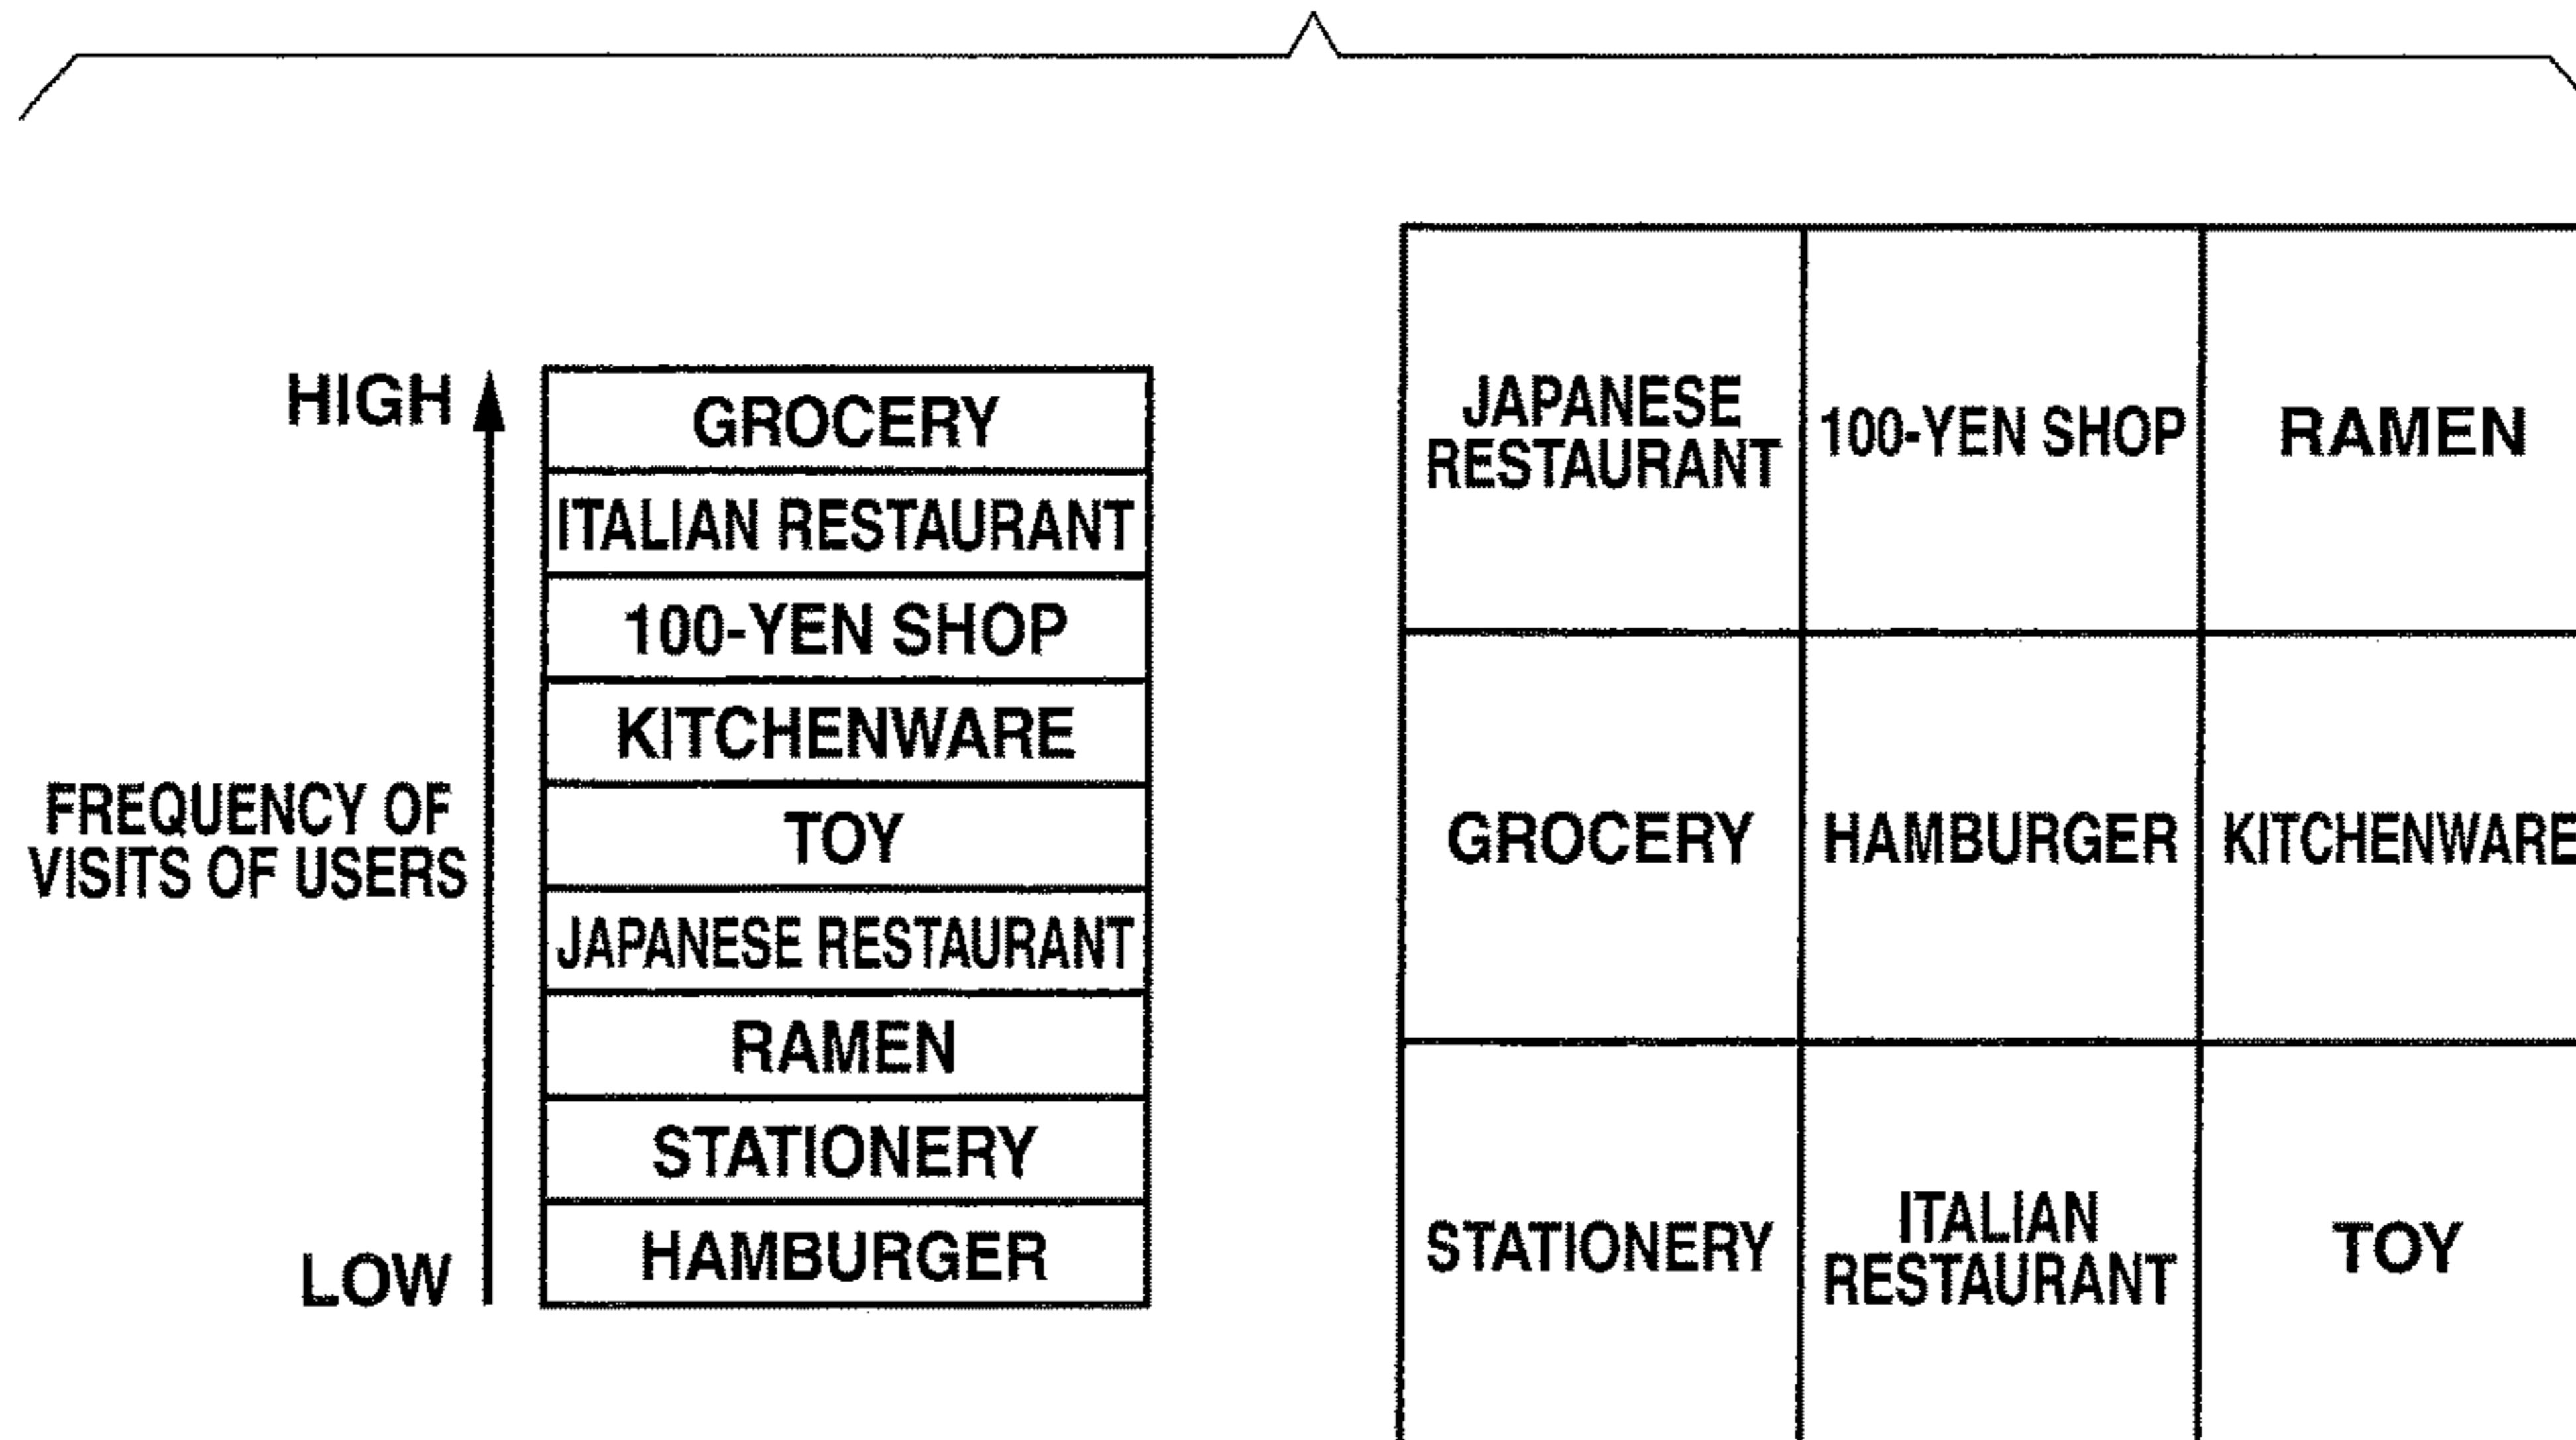 HIGH
FREQUENCY OF
VISITS OF USERS
LOW
GROCERY
ITALIAN RESTAURANT
100-YEN SHOP
KITCHENWARE
TOY
JAPANESE RESTAURANT
RAMEN
STATIONERY
HAMBURGER
JAPANESE
RESTAURANT
100-YEN SHOP
RAMEN
GROCERY
HAMBURGER
KITCHENWARE
STATIONERY
ITALIAN
RESTAURANT
TOY